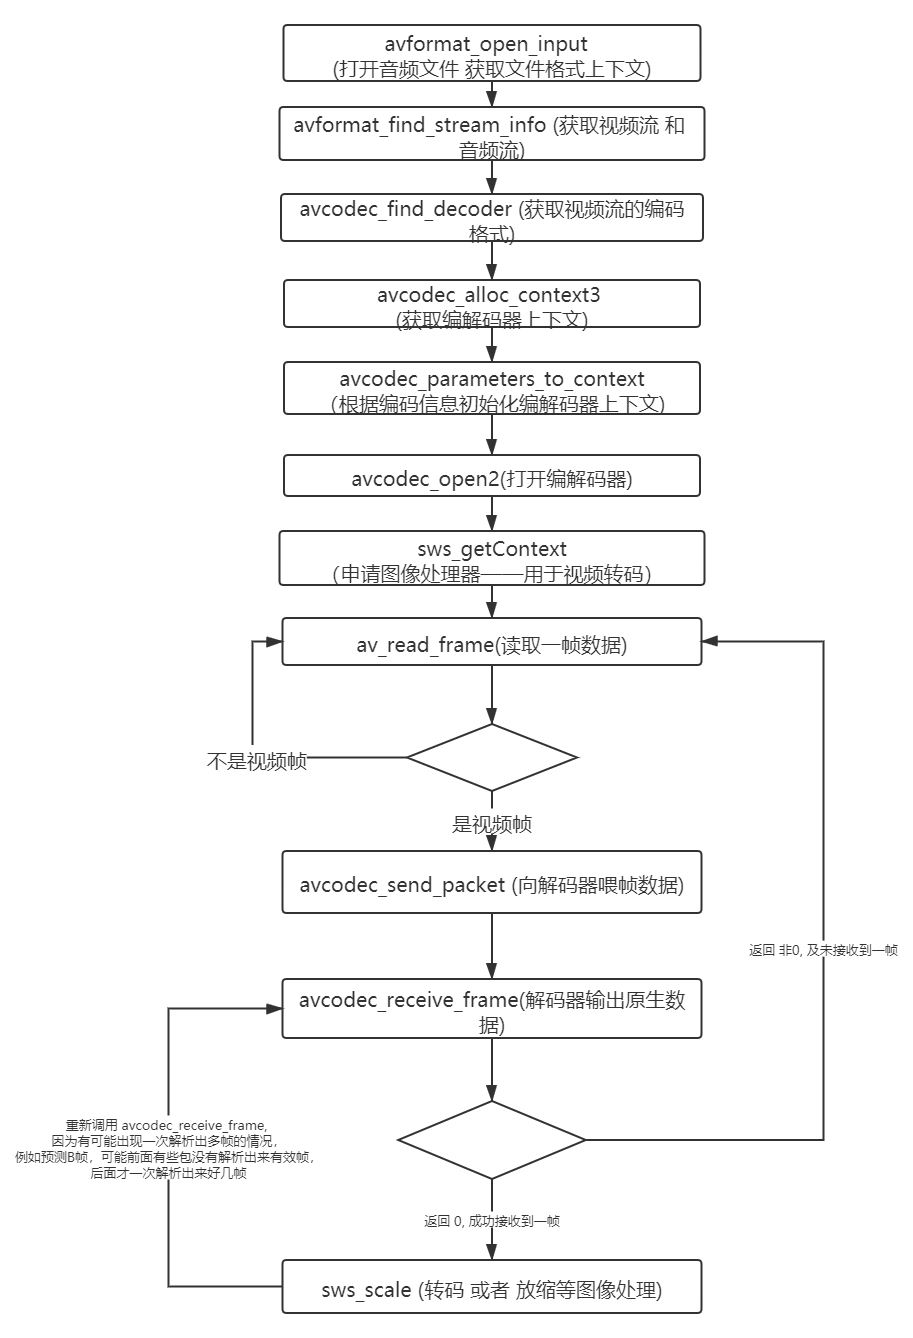 avformat_open_input
(打开音频文件 获取文件格式上下文)
avformat_find_stream_info (获取视频流 和
音频流)
avcodec_find_decoder (获取视频流的编码
格式)
avcodec_alloc_context3
(获取编解码器上下文)
avcodec_parameters_to_context
（根据编码信息初始化编解码器上下文)
avcodec_open2(打开编解码器)
sws_getContext
（申请图像处理器——用于视频转码）
av_read_frame(读取一帧数据)
不是视频帧
是视频帧
avcodec_send_packet (向解码器喂帧数据)
返回 非0, 及未接收到一帧
avcodec_receive_frame(解码器输出原生数
据)
重新调用 avcodec_receive_frame,
因为有可能出现一次解析出多帧的情况，
例如预测B帧，可能前面有些包没有解析出来有效帧，
后面才一次解析出来好几帧
返回 0, 成功接收到一帧
sws_scale (转码 或者 放缩等图像处理)